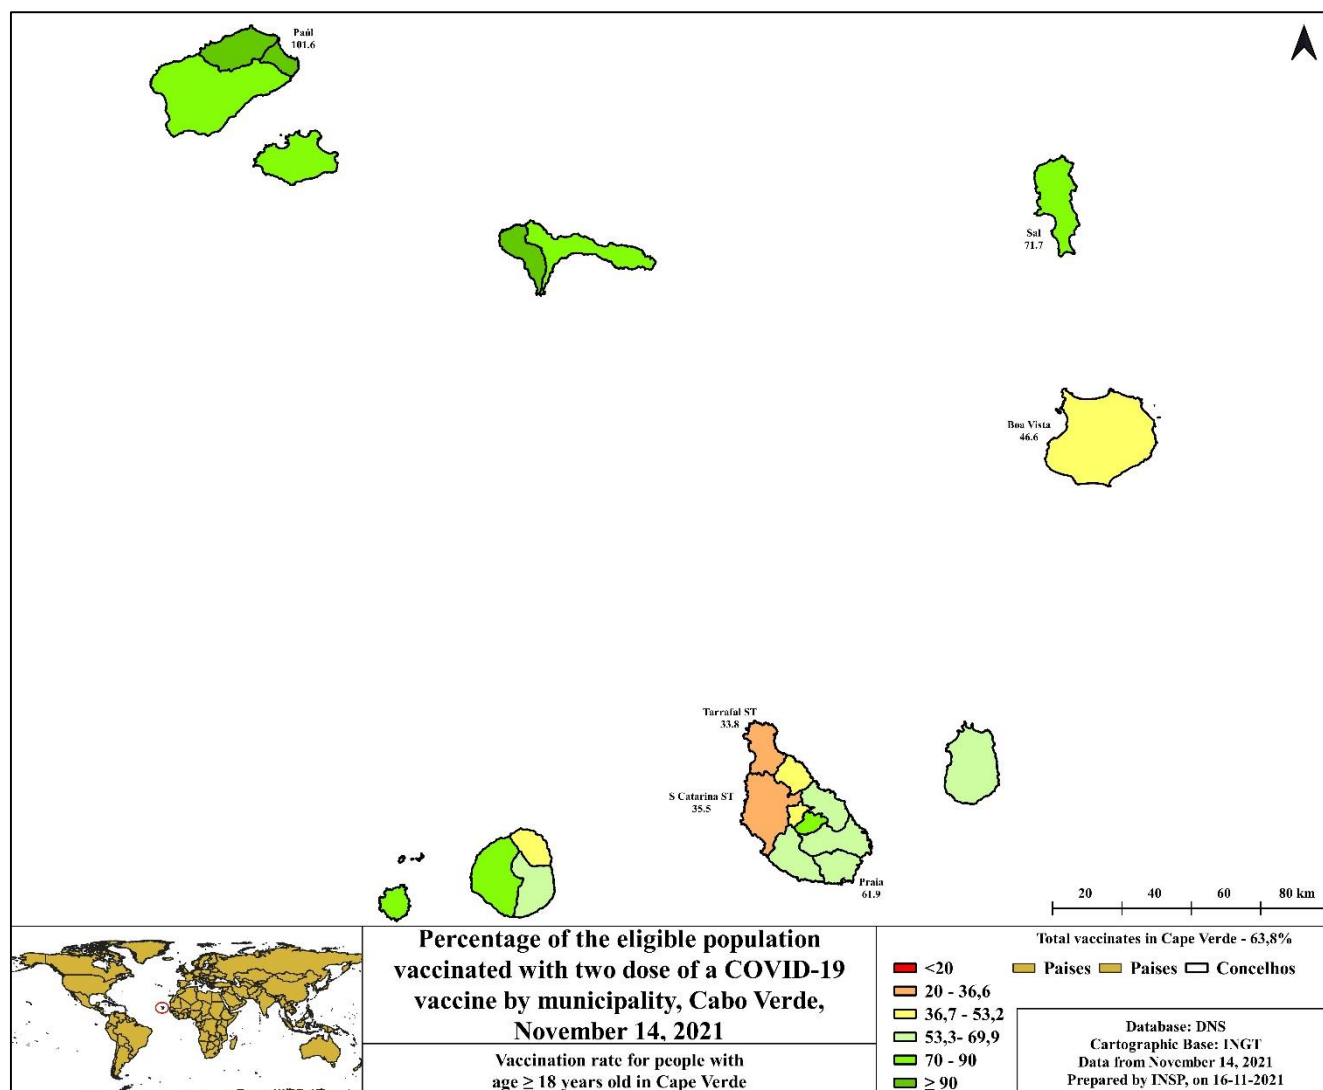 Paúl
101.6
Sal
71.7
Boa Vista
46.6
Tarrafal ST
33.8
S Catarina ST
35.5
Praia
61.9
20 40 60 80 km
Percentage of the eligible population
vaccinated with two dose of a COVID-19
vaccine by municipality, Cabo Verde,
November 14, 2021
Vaccination rate for people with
age ≥ 18 years old in Cape Verde
<20
20 - 36,6
36,7 - 53,2
53,3- 69,9
70 - 90
≥ 90
Total vaccinates in Cape Verde - 63,8%
Paises Paises Concelhos
Database: DNS
Cartographic Base: INGT
Data from November 14, 2021
Prepared by INSP, on 16-11-2021